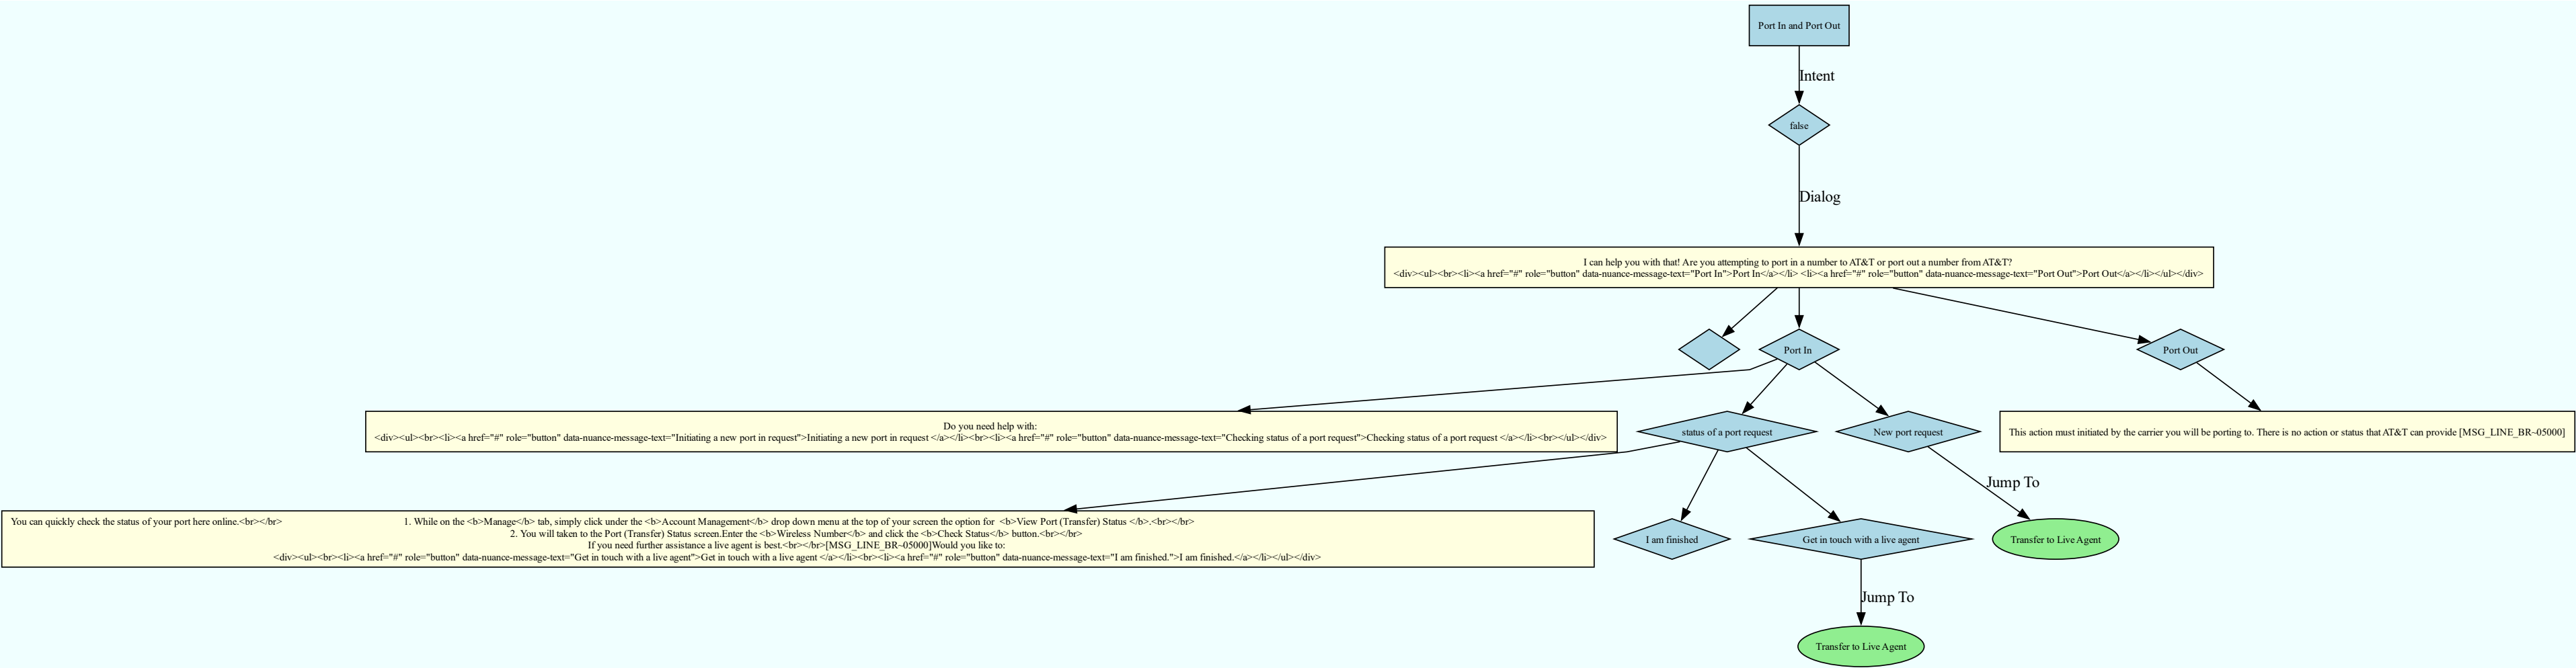 Port In and Port Out
Intent
false
Dialog
I can help you with that! Are you attempting to port in a number to AT&T or port out a number from AT&T?
<div><ul><br><li><a href="#" role="button" data-nuance-message-text="Port In">Port In</a></li> <li><a href="#" role="button" data-nuance-message-text="Port Out">Port Out</a></li></ul></div>
Port In
Port Out
Do you need help with:
<div><ul><br><li><a href="#" role="button" data-nuance-message-text="Initiating a new port in request">Initiating a new port in request </a></li><br><li><a href="#" role="button" data-nuance-message-text="Checking status of a port request">Checking status of a port request </a></li><br></ul></div>
status of a port request
New port request
This action must initiated by the carrier you will be porting to. There is no action or status that AT&T can provide [MSG_LINE_BR~05000]
Jump To
You can quickly check the status of your port here online.<br></br> 1. While on the <b>Manage</b> tab, simply click under the <b>Account Management</b> drop down menu at the top of your screen the option for <b>View Port (Transfer) Status </b>.<br></br>
2. You will taken to the Port (Transfer) Status screen.Enter the <b>Wireless Number</b> and click the <b>Check Status</b> button.<br></br>
If you need further assistance a live agent is best.<br></br>[MSG_LINE_BR~05000]Would you like to:
<div><ul><br><li><a href="#" role="button" data-nuance-message-text="Get in touch with a live agent">Get in touch with a live agent </a></li><br><li><a href="#" role="button" data-nuance-message-text="I am finished.">I am finished.</a></li></ul></div>
I am finished
Get in touch with a live agent
Transfer to Live Agent
Jump To
Transfer to Live Agent